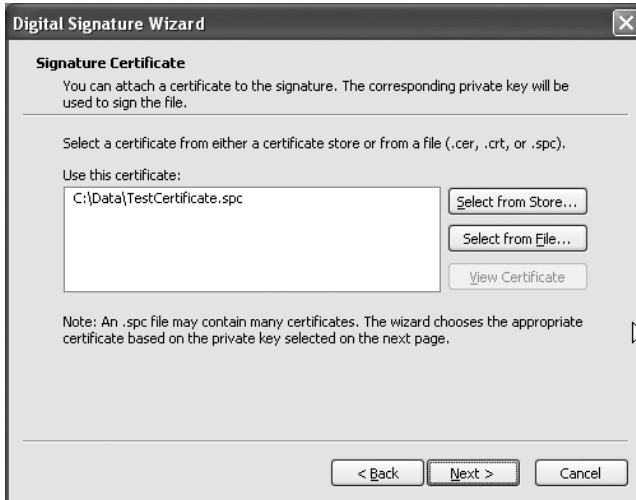 Digital Signature Wizard
Signature Certificate
You can attach a certificate to the signature. The corresponding private key will be
used to sign the file.
Select a certificate from either a certificate store or from a file (.cer, .crt, or .spc).
Use this certificate:
C:\Data\TestCertificate.spc
Select from Store...
Select from File...
View Certificate
Note: An .spc file may contain many certificates. The wizard chooses the appropriate
certificate based on the private key selected on the next page.
< Back Next > Cancel